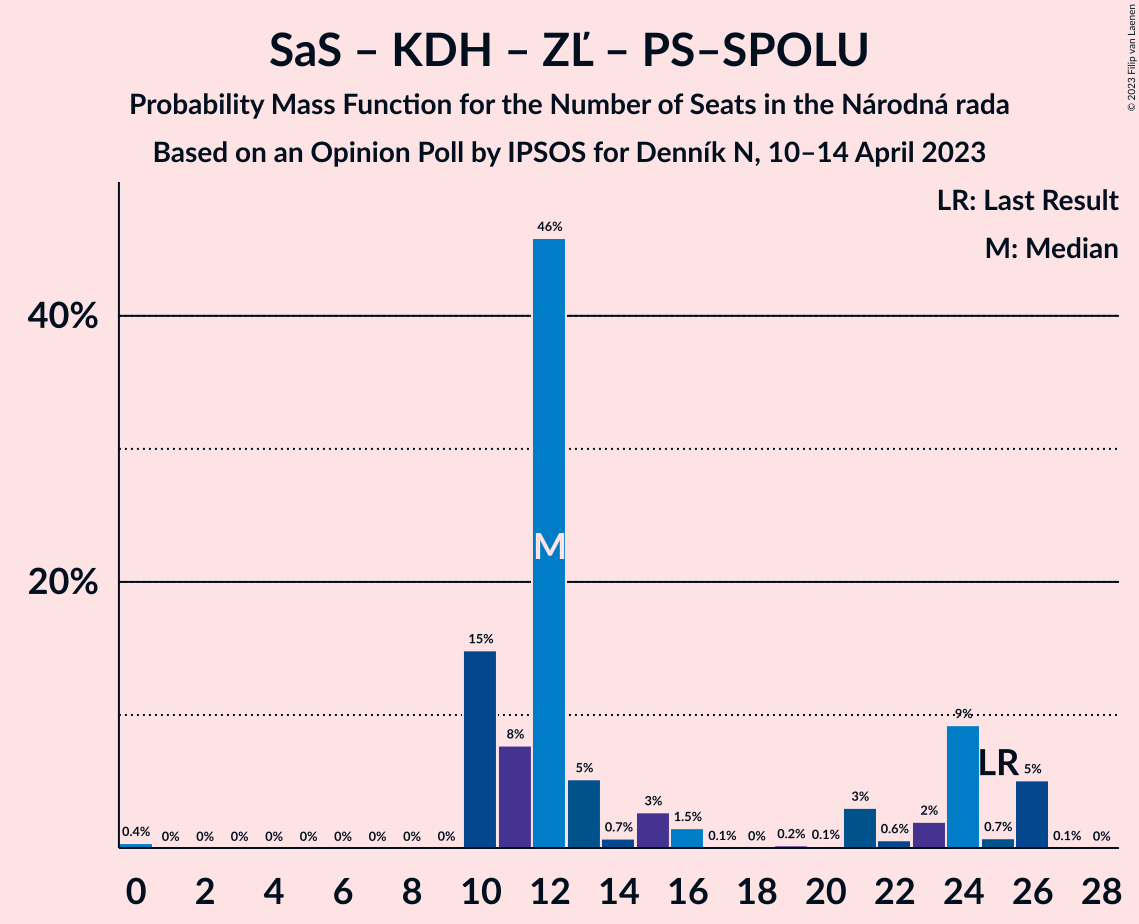 SaS – KDH – ZĽ – PS–SPOLU
Probability Mass Function for the Number of Seats in the Národná rada
Based on an Opinion Poll by IPSOS for Denník N, 10–14 April 2023
© 2023 Filip van Laenen
LR: Last Result
M: Median
46%
40%
M
20%
15%
9%
8%
LR
5%
5%
3%
3%
2%
1.5%
0.4% 0% 0% 0% 0% 0% 0% 0% 0% 0% 0.7% 0.1% 0% 0.2% 0.1% 0.6% 0.7% 0.1% 0%
0 2 4 6 8 10 12 14 16 18 20 22 24 26 28